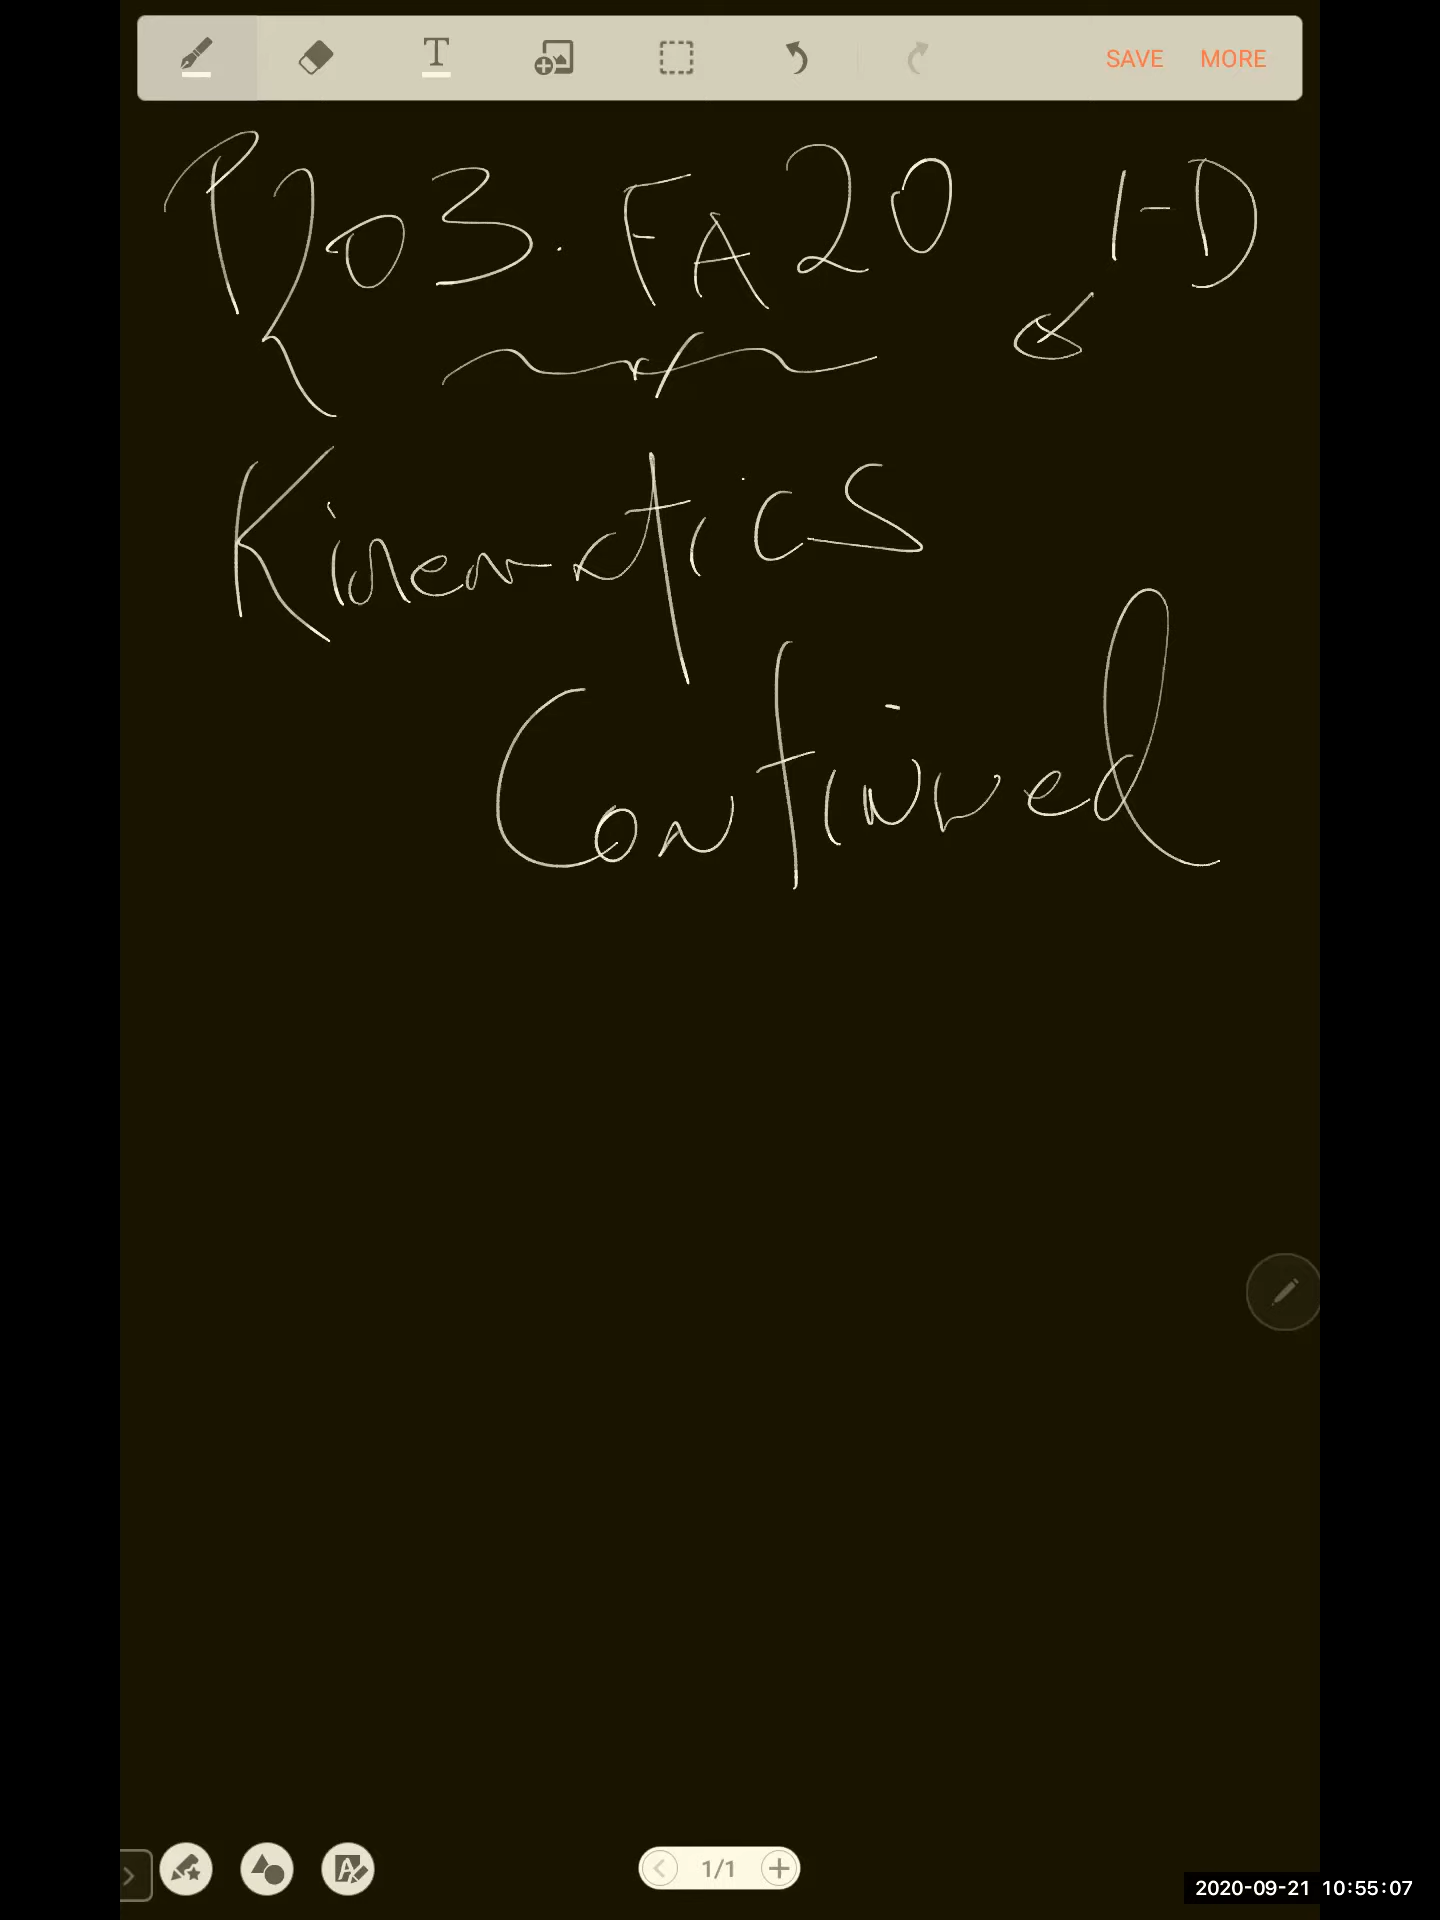 T
SAVE MORE
P203. FA20 1-D
Kinematics
Continued
1/1
2020-09-21 10:55:07